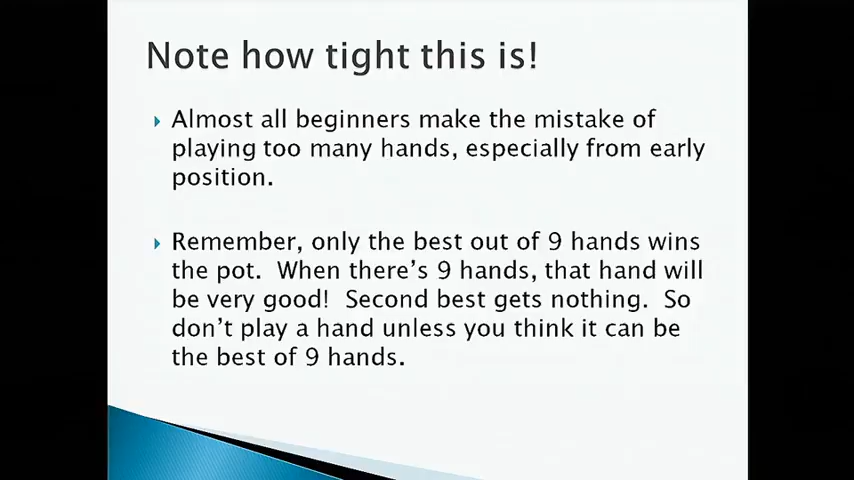 Note how tight this is!
Almost all beginners make the mistake of
playing too many hands, especially from early
position.
Remember, only the best out of 9 hands wins
the pot.  When there’s 9 hands, that hand will
be very good!  Second best gets nothing.  So
don’t play a hand unless you think it can be
the best of 9 hands.